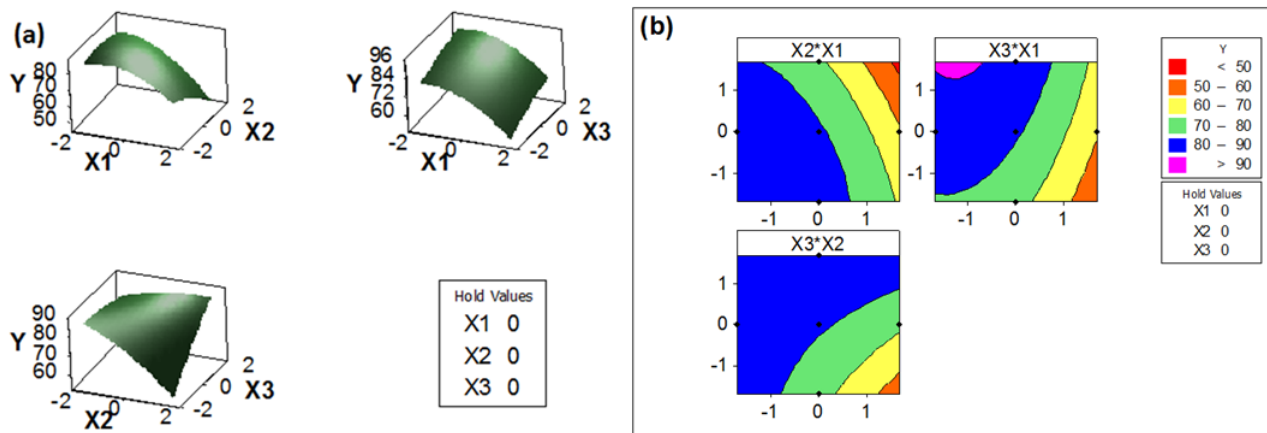 (a)
80
70
60
50
Y
-2
0
2
X1
-2
0
2
X2
96
84
72
60
Y
-2
0
2
X1
-2
0
2
X3
90
80
70
60
Y
-2
0
2
X2
-2
0
2
X3
Hold Values
X1 0
X2 0
X3 0
(b)
X2*X1
1
0
-1
-1 0 1
X3*X1
1
0
-1
-1 0 1
X3*X2
1
0
-1
-1 0 1
Y
< 50
50 – 60
60 – 70
70 – 80
80 – 90
> 90
Hold Values
X1 0
X2 0
X3 0